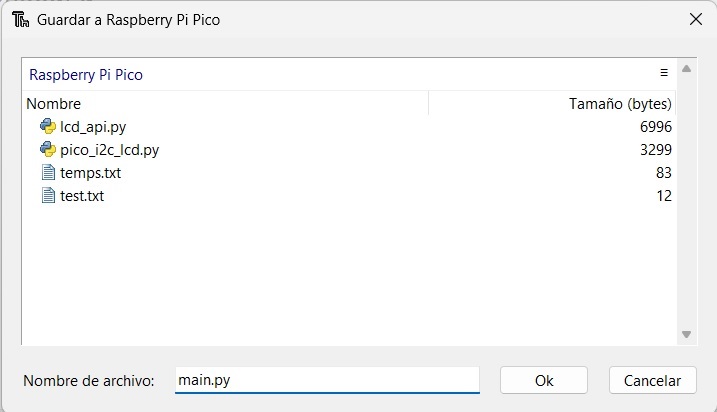 Guardar a Raspberry Pi Pico
Raspberry Pi Pico
Nombre Tamaño (bytes)
lcd_api.py 6996
pico_i2c_lcd.py 3299
temps.txt 83
test.txt 12
Nombre de archivo: main.py Ok Cancelar